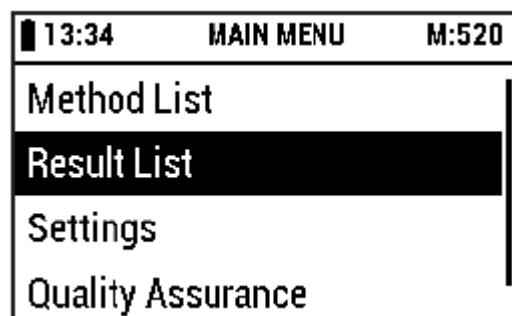 13:34 MAIN MENU M:520
Method List
Result List
Settings
Quality Assurance